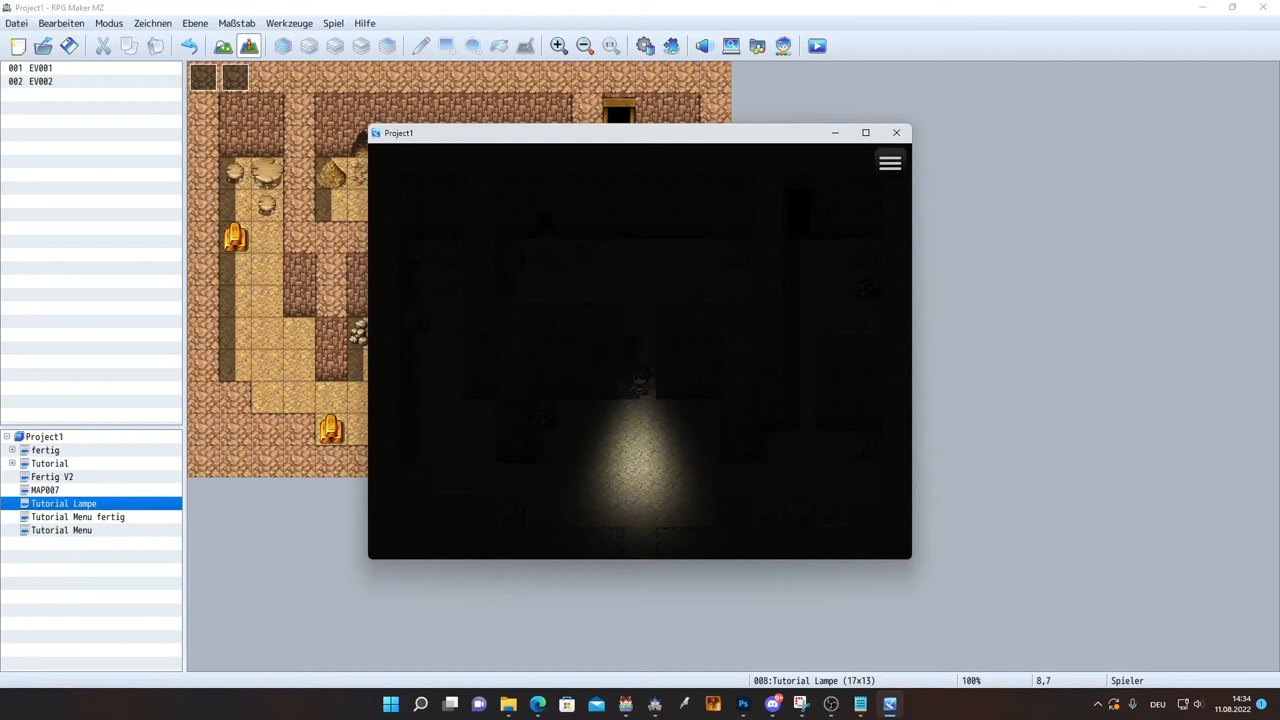 Project1 - RPG Maker MZ
Datei Bearbeiten Modus Zeichnen Ebene Maßstab Werkzeuge Spiel Hilfe
1:1
001 EV001
002 EV002
Project1
Project1
fertig
Tutorial
Fertig V2
MAP007
Tutorial Lampe
Tutorial Menu fertig
Tutorial Menu
008:Tutorial Lampe (17x13) 100% 8,7 Spieler
DEU
14:34
11.08.2022